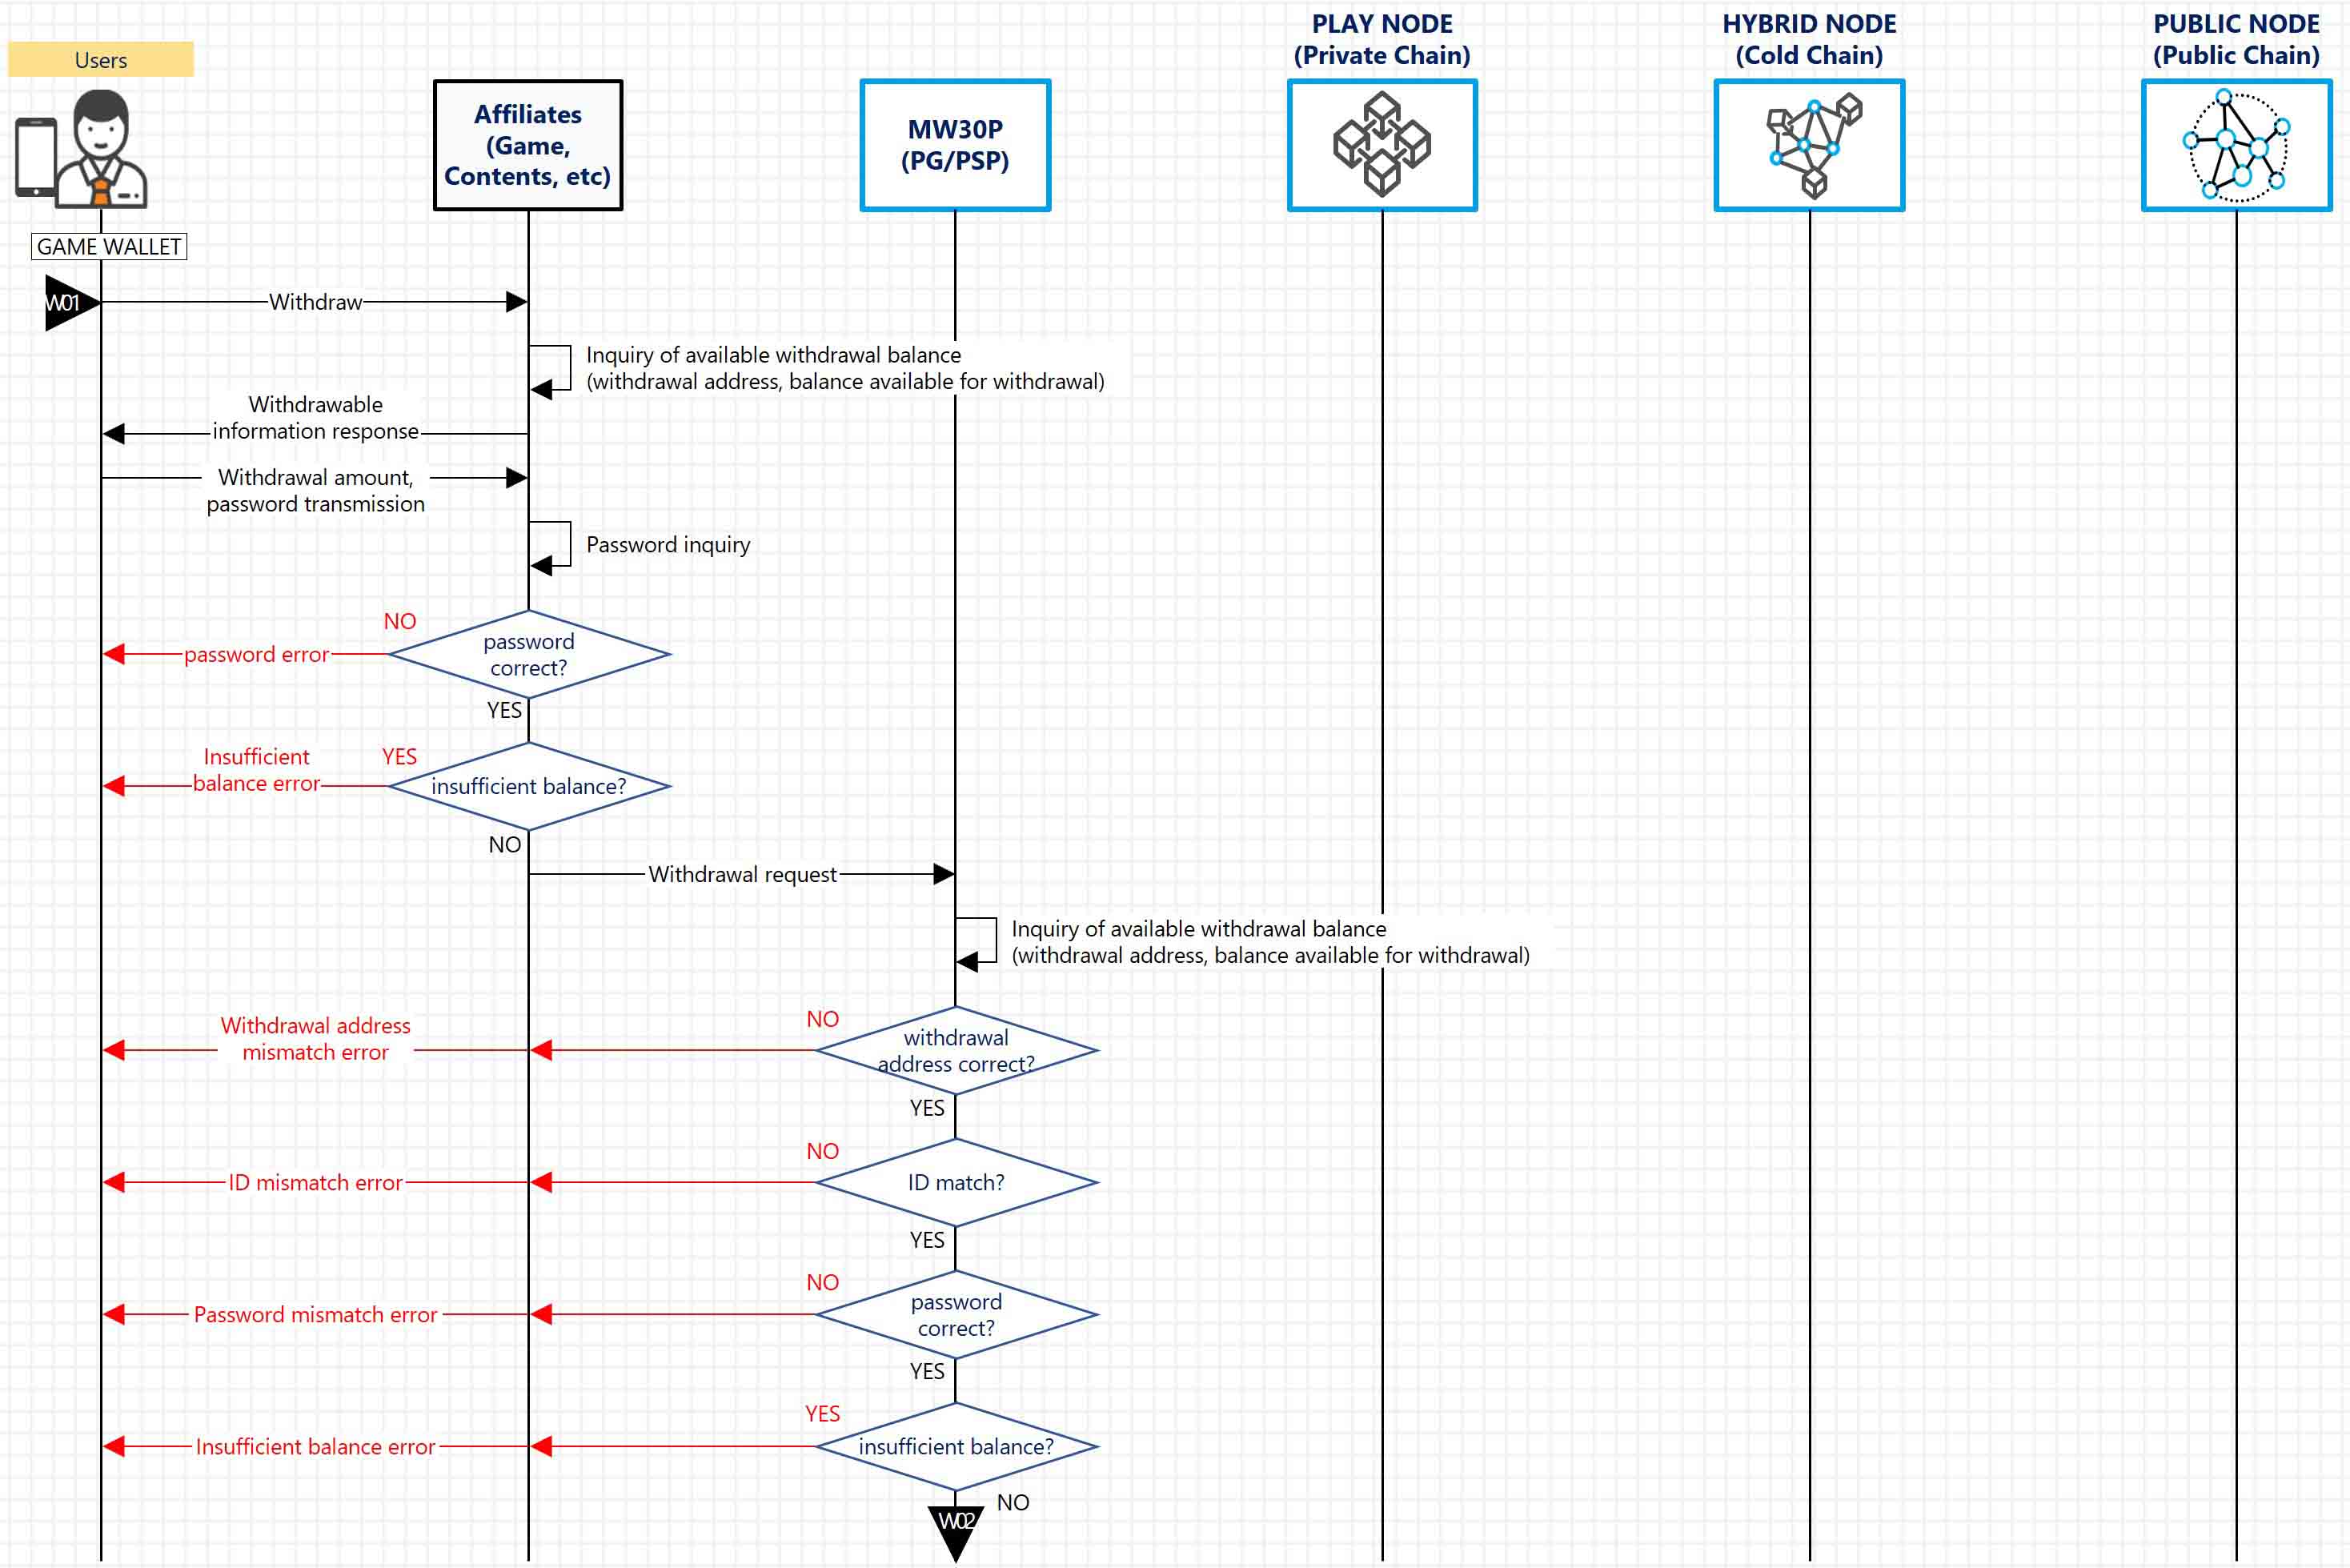 PLAY NODE
(Private Chain)
HYBRID NODE
(Cold Chain)
PUBLIC NODE
(Public Chain)
Users
Affiliates
(Game,
Contents, etc)
MW30P
(PG/PSP)
GAME WALLET
W01
Withdraw
Inquiry of available withdrawal balance
(withdrawal address, balance available for withdrawal)
Withdrawable
information response
Withdrawal amount,
password transmission
Password inquiry
NO
password
correct?
password error
YES
Insufficient
balance error
YES
insufficient balance?
NO
Withdrawal request
Inquiry of available withdrawal balance
(withdrawal address, balance available for withdrawal)
Withdrawal address
mismatch error
NO
withdrawal
address correct?
YES
NO
ID mismatch error
ID match?
YES
NO
Password mismatch error
password
correct?
YES
YES
Insufficient balance error
insufficient balance?
NO
W02